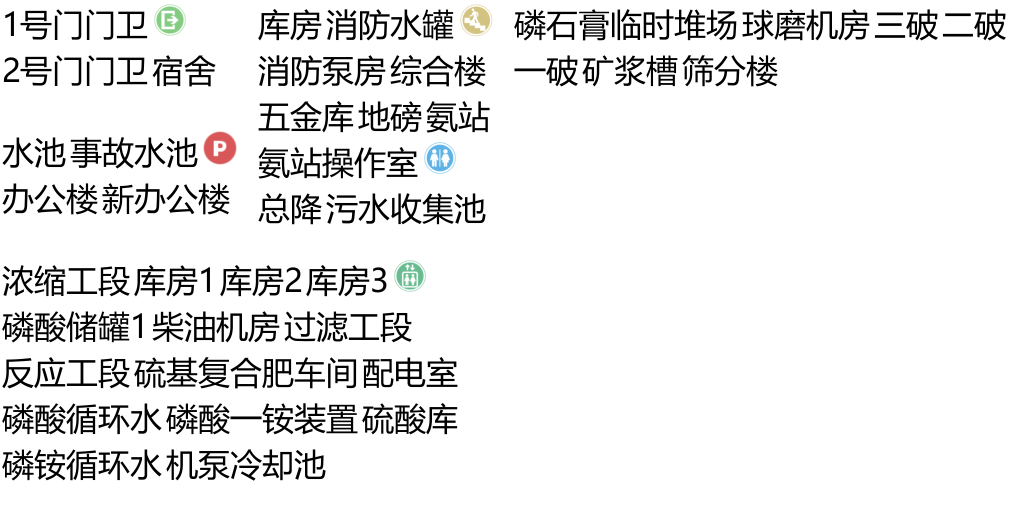 1号门门卫
2号门门卫 宿舍
水池 事故水池 P
办公楼 新办公楼
库房 消防水罐
消防泵房 综合楼
五金库 地磅 氨站
氨站操作室
总降 污水收集池
磷石膏临时堆场 球磨机房 三破 二破
一破 矿浆槽 筛分楼
浓缩工段 库房1 库房2 库房3
磷酸储罐1 柴油机房 过滤工段
反应工段 硫基复合肥车间 配电室
磷酸循环水 磷酸一铵装置 硫酸库
磷铵循环水 机泵冷却池